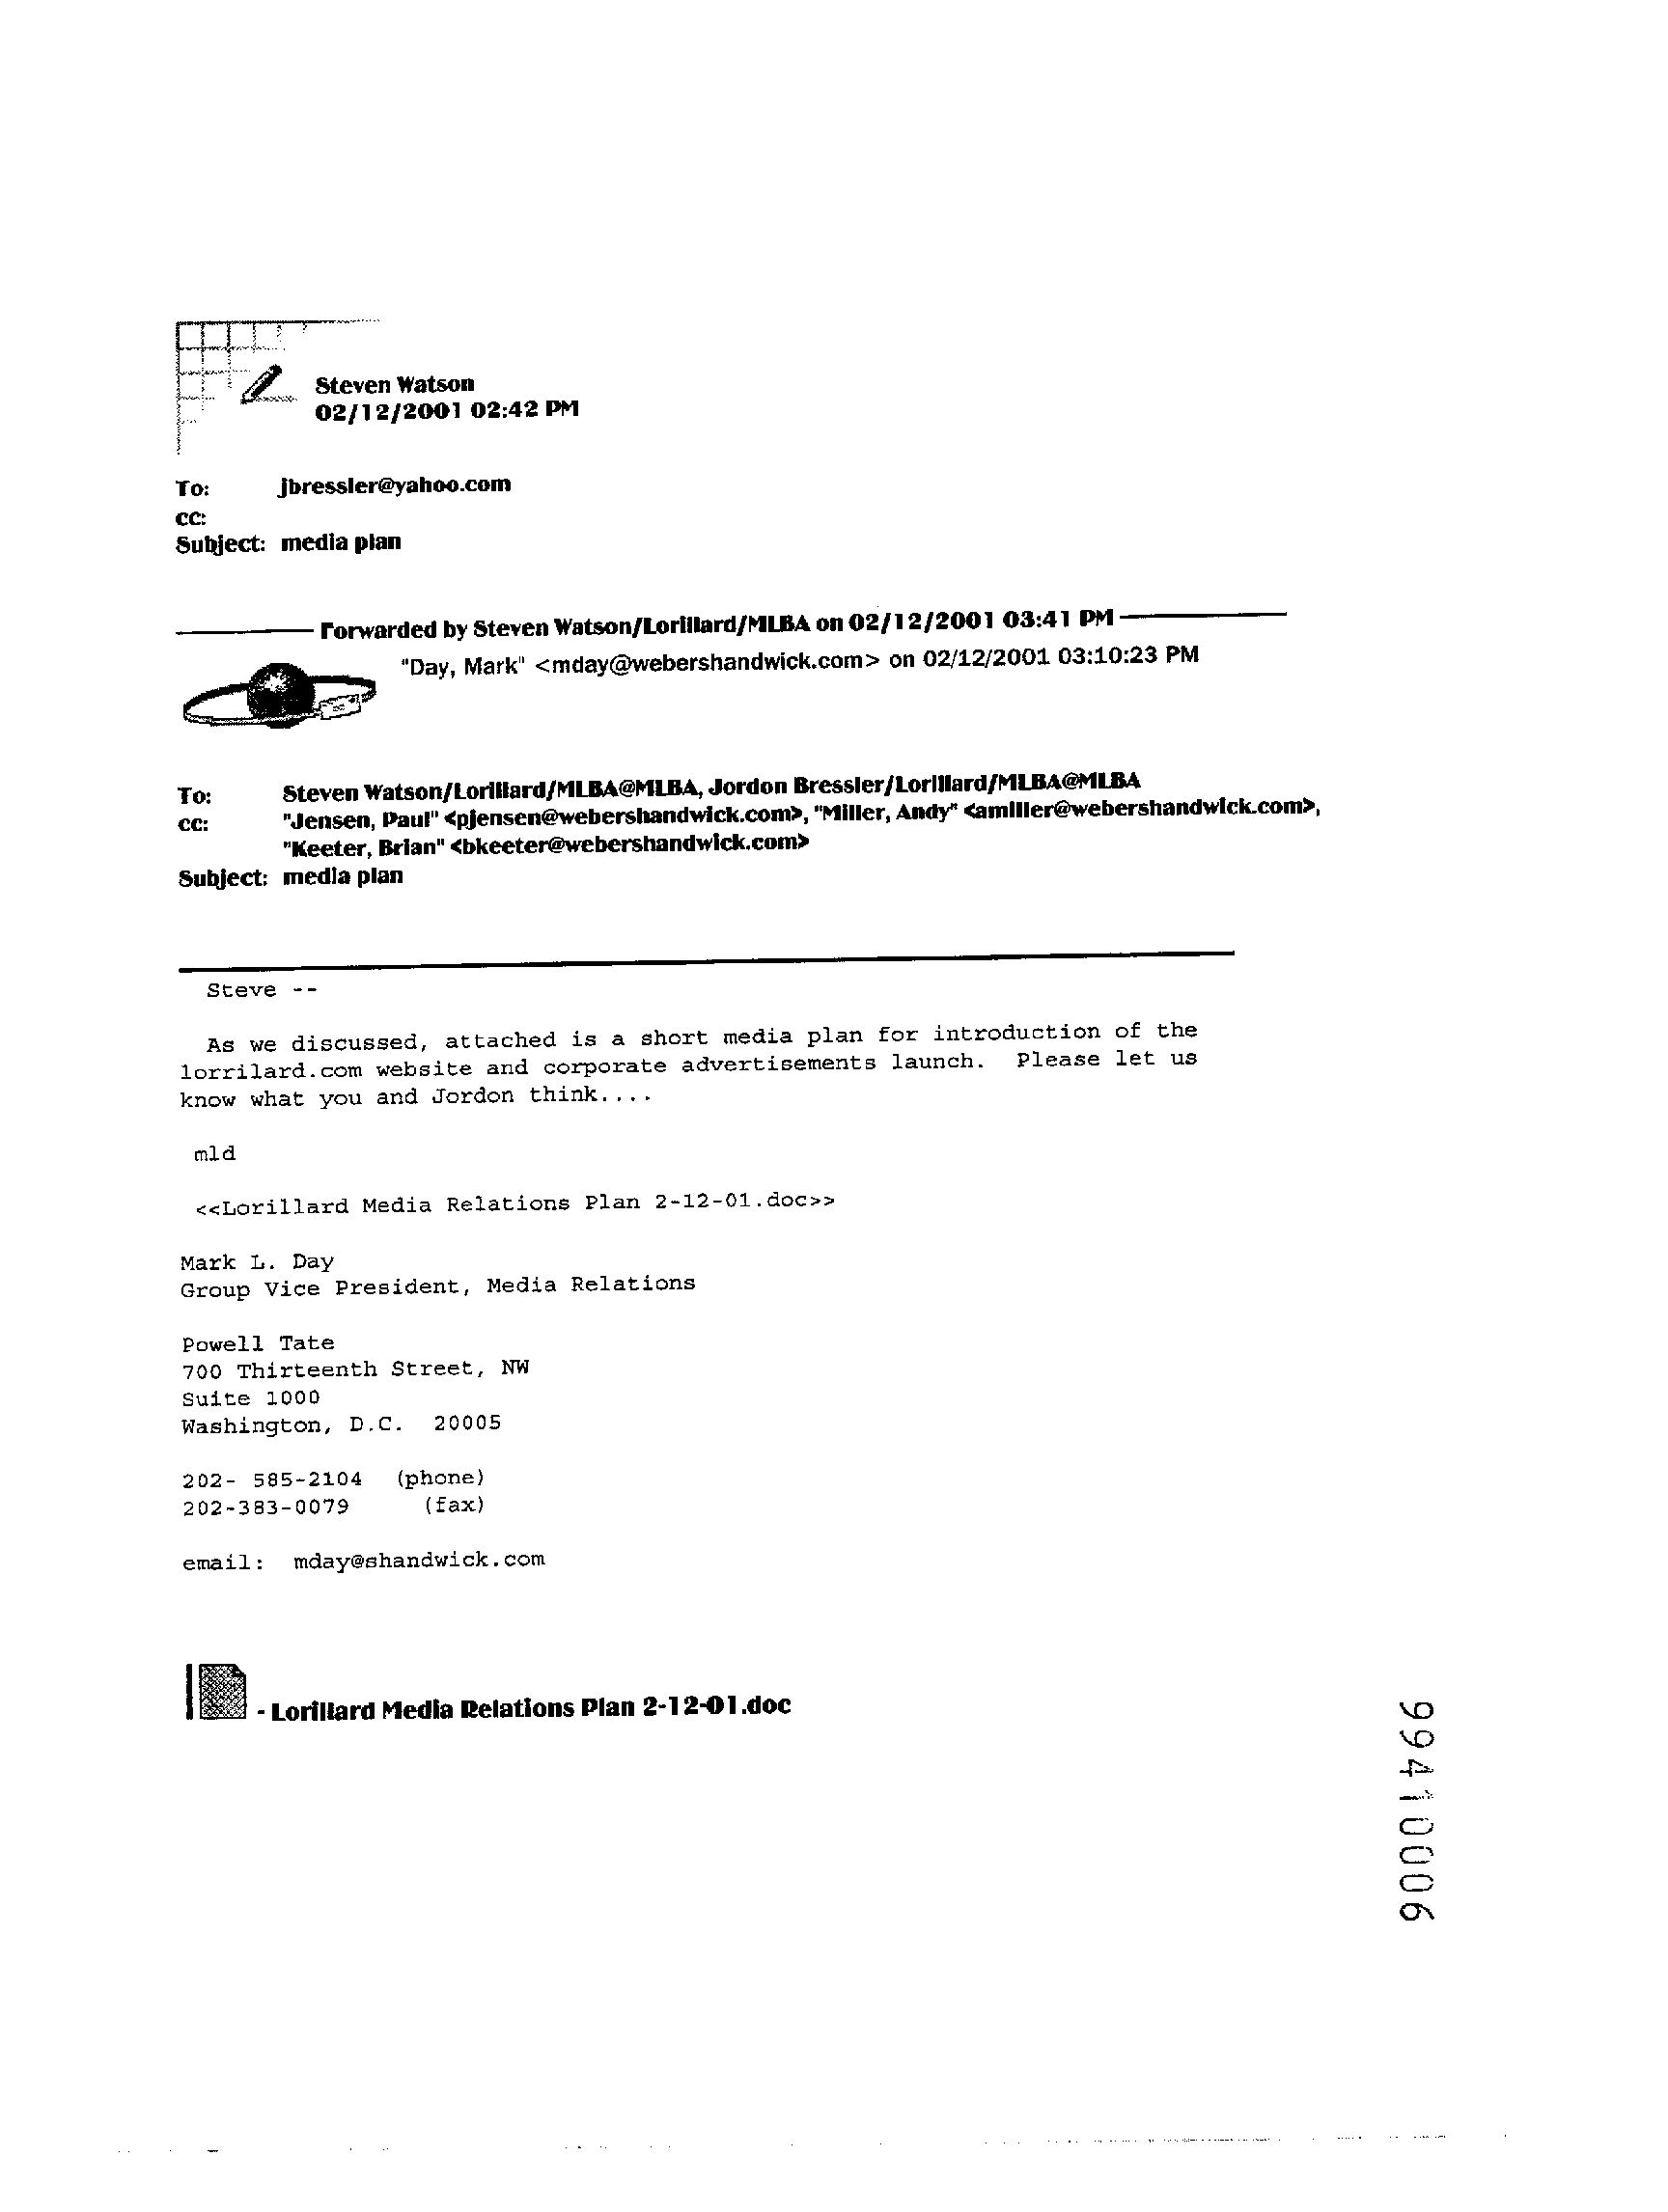 Steven Watson
02/12/2001 02:42 PM
To: jbressler@yahoo.com
cc:
Subject: media plan
Forwarded by Steven Watson/Lorillard/MLBA on 02/12/2001 03:41 PM
"Day, Mark" <mday@webershandwick.com> on 02/12/2001 03:10:23 PM
To: Steven Watson/Lorillard/MLBA@MLBA, Jordon Bressler/Lorillard/MLBA@MLBA
cc: "Jensen, Paul" <pjensen@webershandwick.com>, "Miller, Andy" <amiller@webershandwick.com>,
"Keeter, Brian" <bkeeter@webershandwick.com>
Subject: media plan
Steve --
As we discussed, attached is a short media plan for introduction of the
lorrilard.com website and corporate advertisements launch. Please let us
know what you and Jordon think....
mld
<<Lorillard Media Relations Plan 2-12-01.doc>>
Mark L. Day
Group Vice President, Media Relations
Powell Tate
700 Thirteenth Street, NW
Suite 1000
Washington, D.C. 20005
202- 585-2104 (phone)
202-383-0079 (fax)
email: mday@shandwick.com
- Lorillard Media Relations Plan 2-12-01.doc
99410006